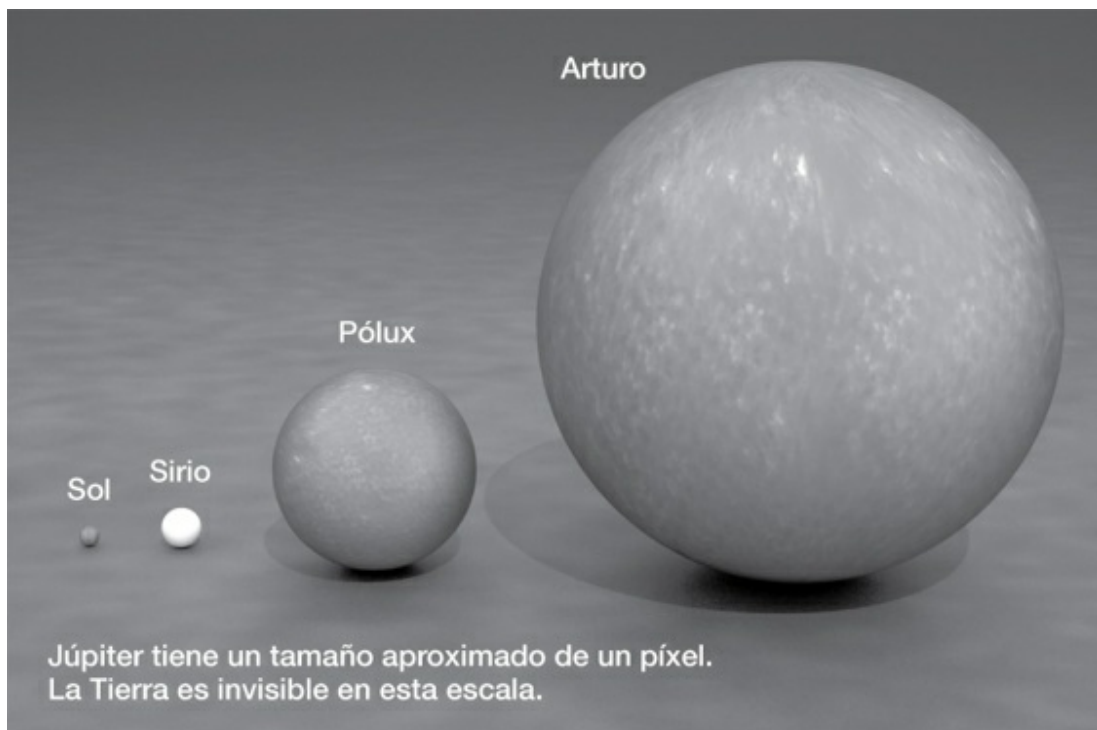 Arturo
Pólux
Sirio
Sol
Júpiter tiene un tamaño aproximado de un píxel.
La Tierra es invisible en esta escala.